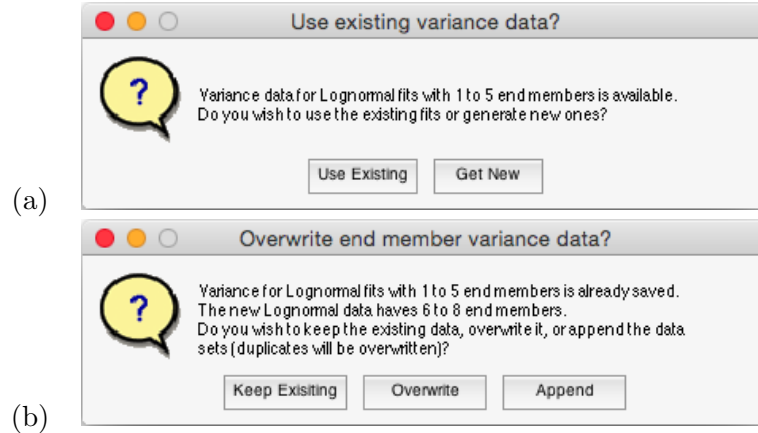 Use existing variance data?
?
Variance data for Lognormal fits with 1 to 5 end members is available.
Do you wish to use the existing fits or generate new ones?
Use Existing
Get New
(a)
Overwrite end member variance data?
?
Variance for Lognormal fits with 1 to 5 end members is already saved.
The new Lognormal data haves 6 to 8 end members.
Do you wish to keep the existing data, overwrite it, or append the data
sets (duplicates will be overwritten)?
Keep Exisiting
Overwrite
Append
(b)